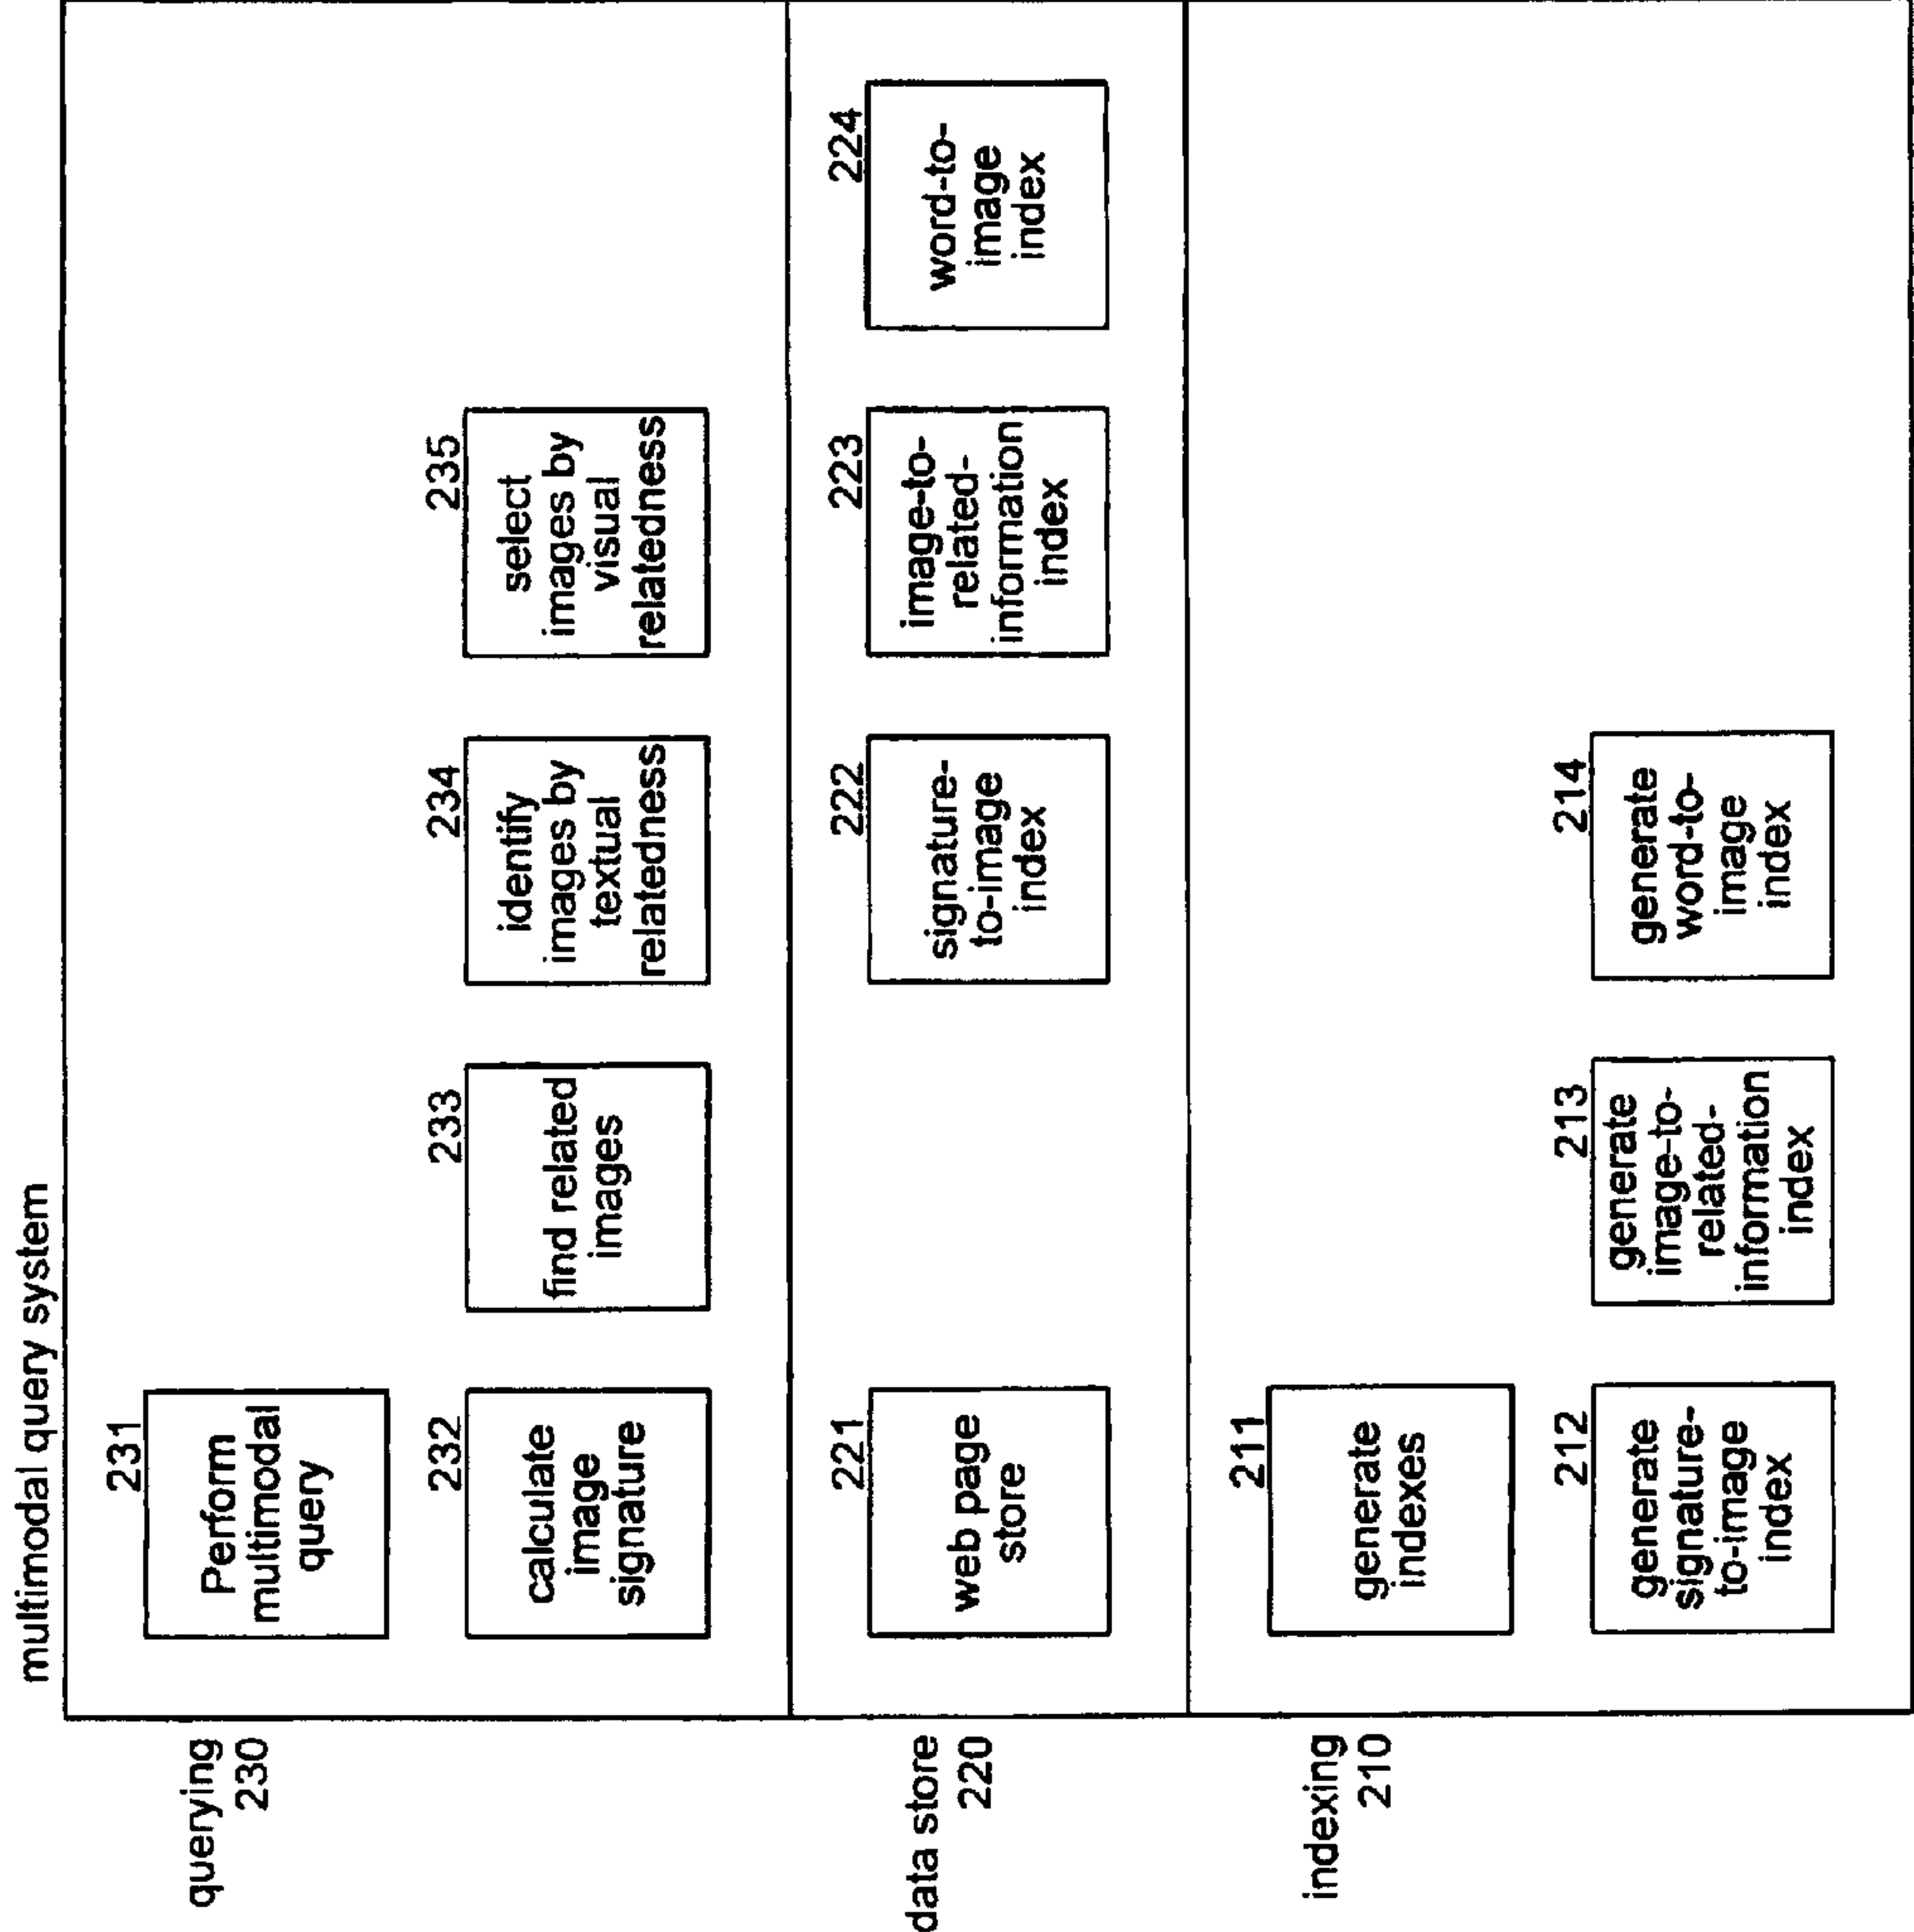 multimodal query system
querying
230
231
Perform
multimodal
query
232
calculate
image
signature
233
find related
images
234
identify
images by
textual
relatedness
235
select
images by
visual
relatedness
data store
220
221
web page
store
222
signature-
to-image
index
223
image-to-
related-
information
index
224
word-to-
image
index
indexing
210
211
generate
indexes
212
generate
signature-
to-image
index
213
generate
image-to-
related-
information
index
214
generate
word-to-
image
index